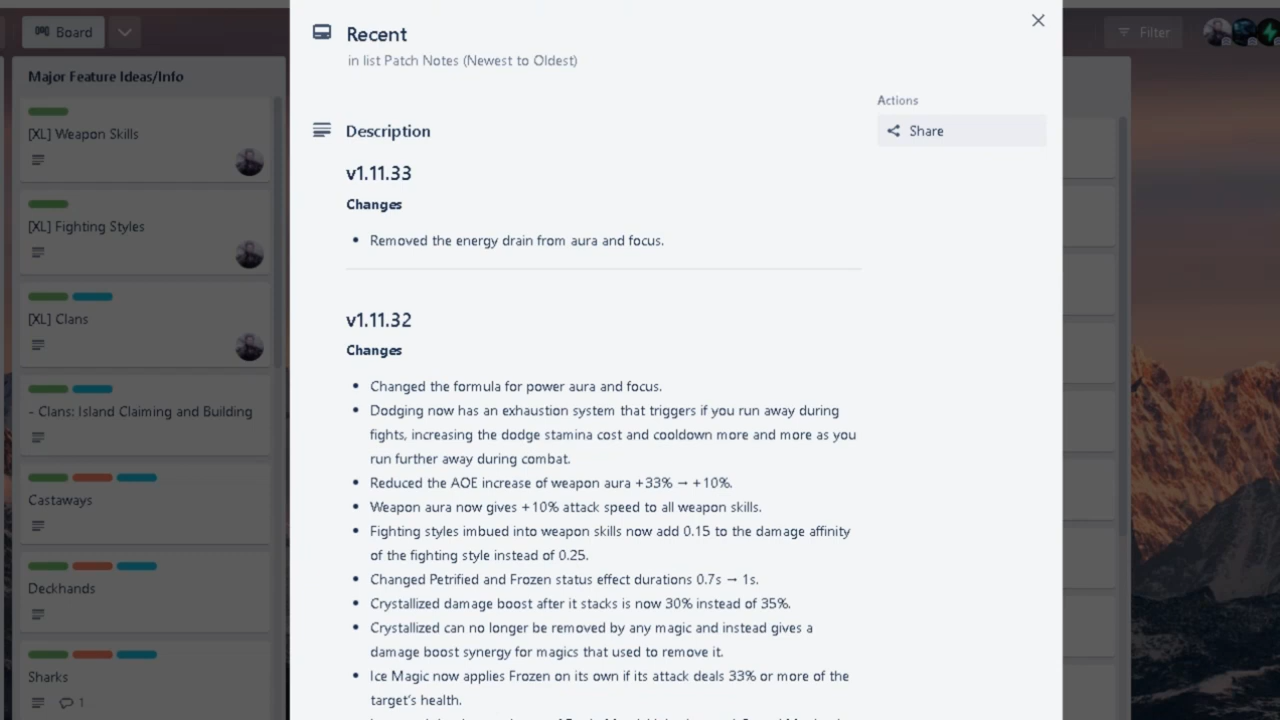 Board
Filter
Major Feature Ideas/Info
[XL] Weapon Skills
[XL] Fighting Styles
[XL] Clans
- Clans: Island Claiming and Building
Castaways
Deckhands
Sharks
1
Recent
in list Patch Notes (Newest to Oldest)
Description
v1.11.33
Changes
• Removed the energy drain from aura and focus.
v1.11.32
Changes
• Changed the formula for power aura and focus.
• Dodging now has an exhaustion system that triggers if you run away during
fights, increasing the dodge stamina cost and cooldown more and more as you
run further away during combat.
• Reduced the AOE increase of weapon aura +33% → +10%.
• Weapon aura now gives +10% attack speed to all weapon skills.
• Fighting styles imbued into weapon skills now add 0.15 to the damage affinity
of the fighting style instead of 0.25.
• Changed Petrified and Frozen status effect durations 0.7s → 1s.
• Crystallized damage boost after it stacks is now 30% instead of 35%.
• Crystallized can no longer be removed by any magic and instead gives a
damage boost synergy for magics that used to remove it.
• Ice Magic now applies Frozen on its own if its attack deals 33% or more of the
target's health.
Actions
Share